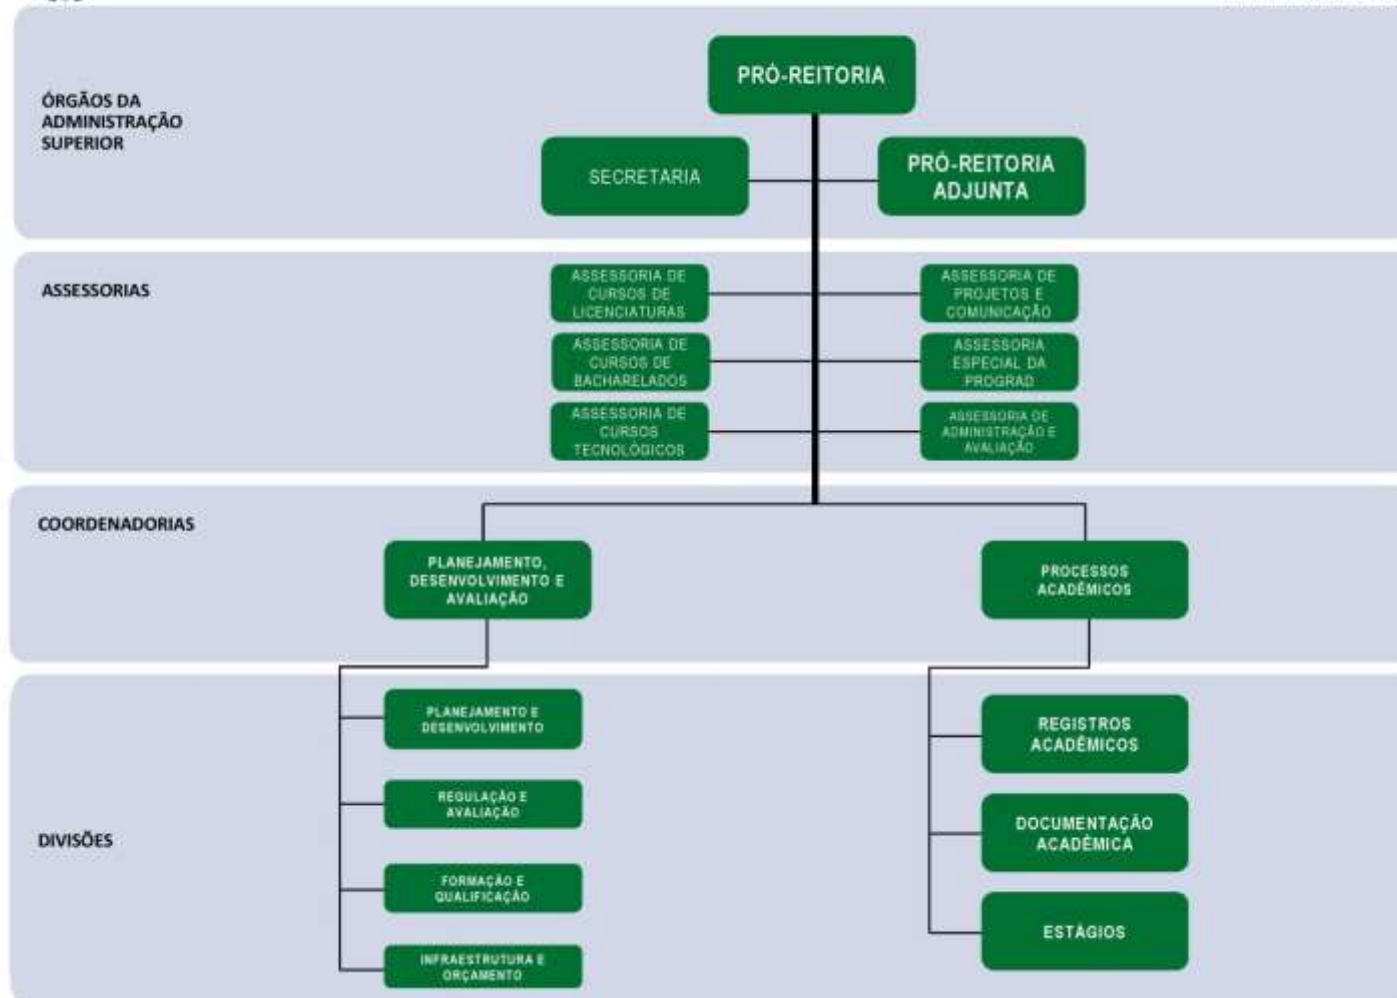 ÓRGÃOS DA
ADMINISTRAÇÃO
SUPERIOR
PRÓ-REITORIA
SECRETARIA
PRÓ-REITORIA
ADJUNTA
ASSESSORIAS
ASSESSORIA DE
CURSOS DE
LICENCIATURAS
ASSESSORIA DE
PROJETOS E
COMUNICAÇÃO
ASSESSORIA DE
CURSOS DE
BACHARELADOS
ASSESSORIA
ESPECIAL DA
PROGRAD
ASSESSORIA DE
CURSOS
TECNOLÓGICOS
ASSESSORIA DE
ADMINISTRAÇÃO E
AVALIAÇÃO
COORDENADORIAS
PLANEJAMENTO,
DESENVOLVIMENTO E
AVALIAÇÃO
PROCESSOS
ACADÊMICOS
DIVISÕES
PLANEJAMENTO E
DESENVOLVIMENTO
REGULAÇÃO E
AVALIAÇÃO
FORMAÇÃO E
QUALIFICAÇÃO
INFRAESTRUTURA E
ORÇAMENTO
REGISTROS
ACADÊMICOS
DOCUMENTAÇÃO
ACADÊMICA
ESTÁGIOS